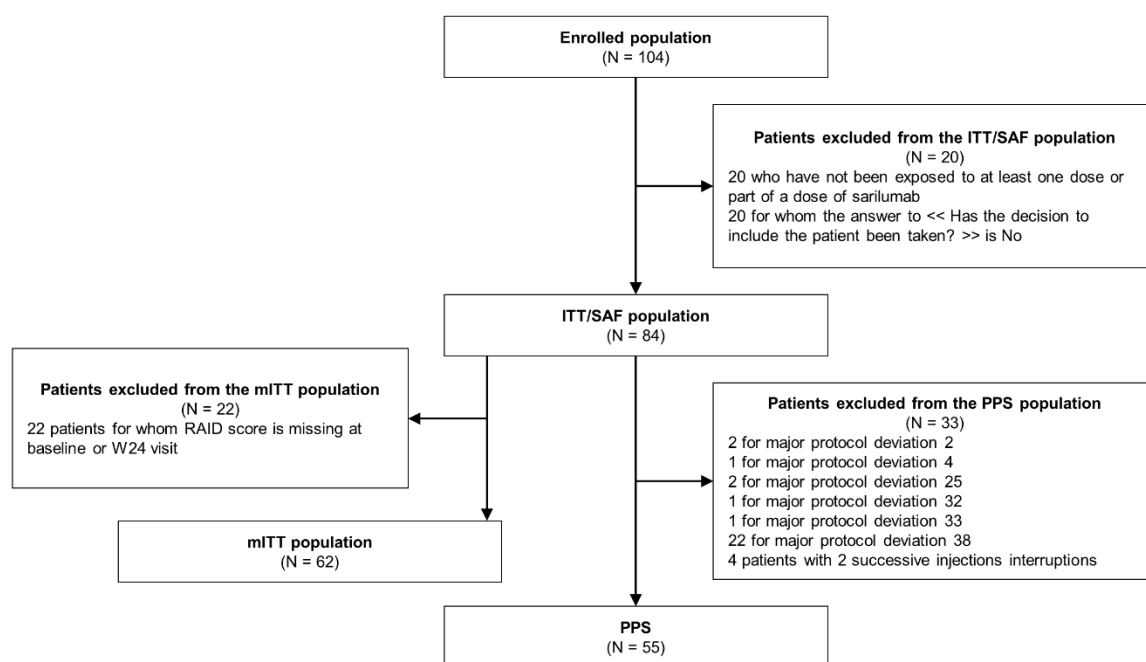 Enrolled population
(N = 104)
Patients excluded from the ITT/SAF population
(N = 20)
20 who have not been exposed to at least one dose or
part of a dose of sarilumab
20 for whom the answer to << Has the decision to
include the patient been taken? >> is No
ITT/SAF population
(N = 84)
Patients excluded from the mITT population
(N = 22)
22 patients for whom RAID score is missing at
baseline or W24 visit
Patients excluded from the PPS population
(N = 33)
2 for major protocol deviation 2
1 for major protocol deviation 4
2 for major protocol deviation 25
1 for major protocol deviation 32
1 for major protocol deviation 33
22 for major protocol deviation 38
4 patients with 2 successive injections interruptions
mITT population
(N = 62)
PPS
(N = 55)